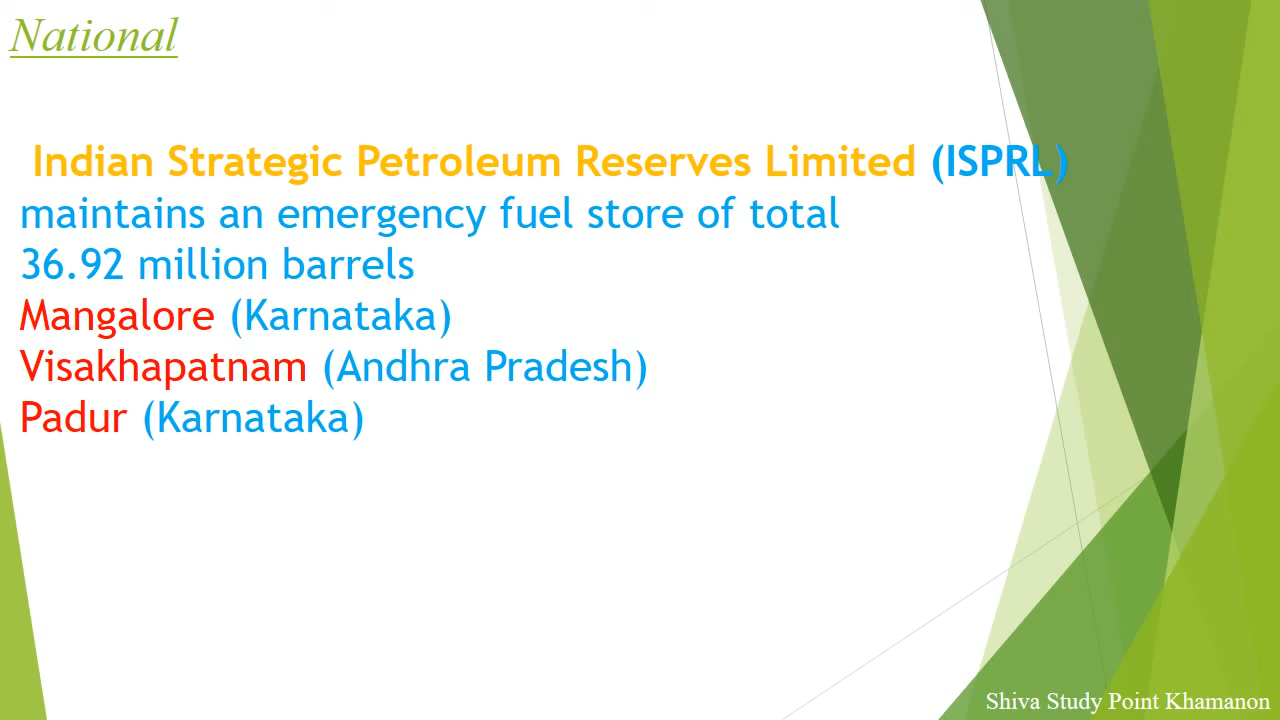 National
Indian Strategic Petroleum Reserves Limited (ISPRL)
maintains an emergency fuel store of total
36.92 million barrels
Mangalore (Karnataka)
Visakhapatnam (Andhra Pradesh)
Padur (Karnataka)
Shiva Study Point Khamanon